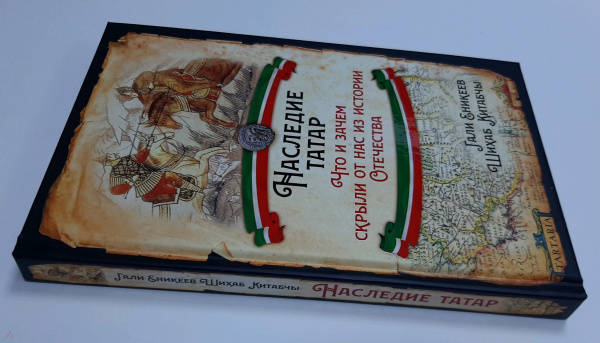 Гали Еникеев
Шихаб Китабчы
Наследие
татар
Что и зачем
скрыли от нас из истории
Отечества
TARTARIA
Гали Еникеев Шихаб Китабчы Наследие татар